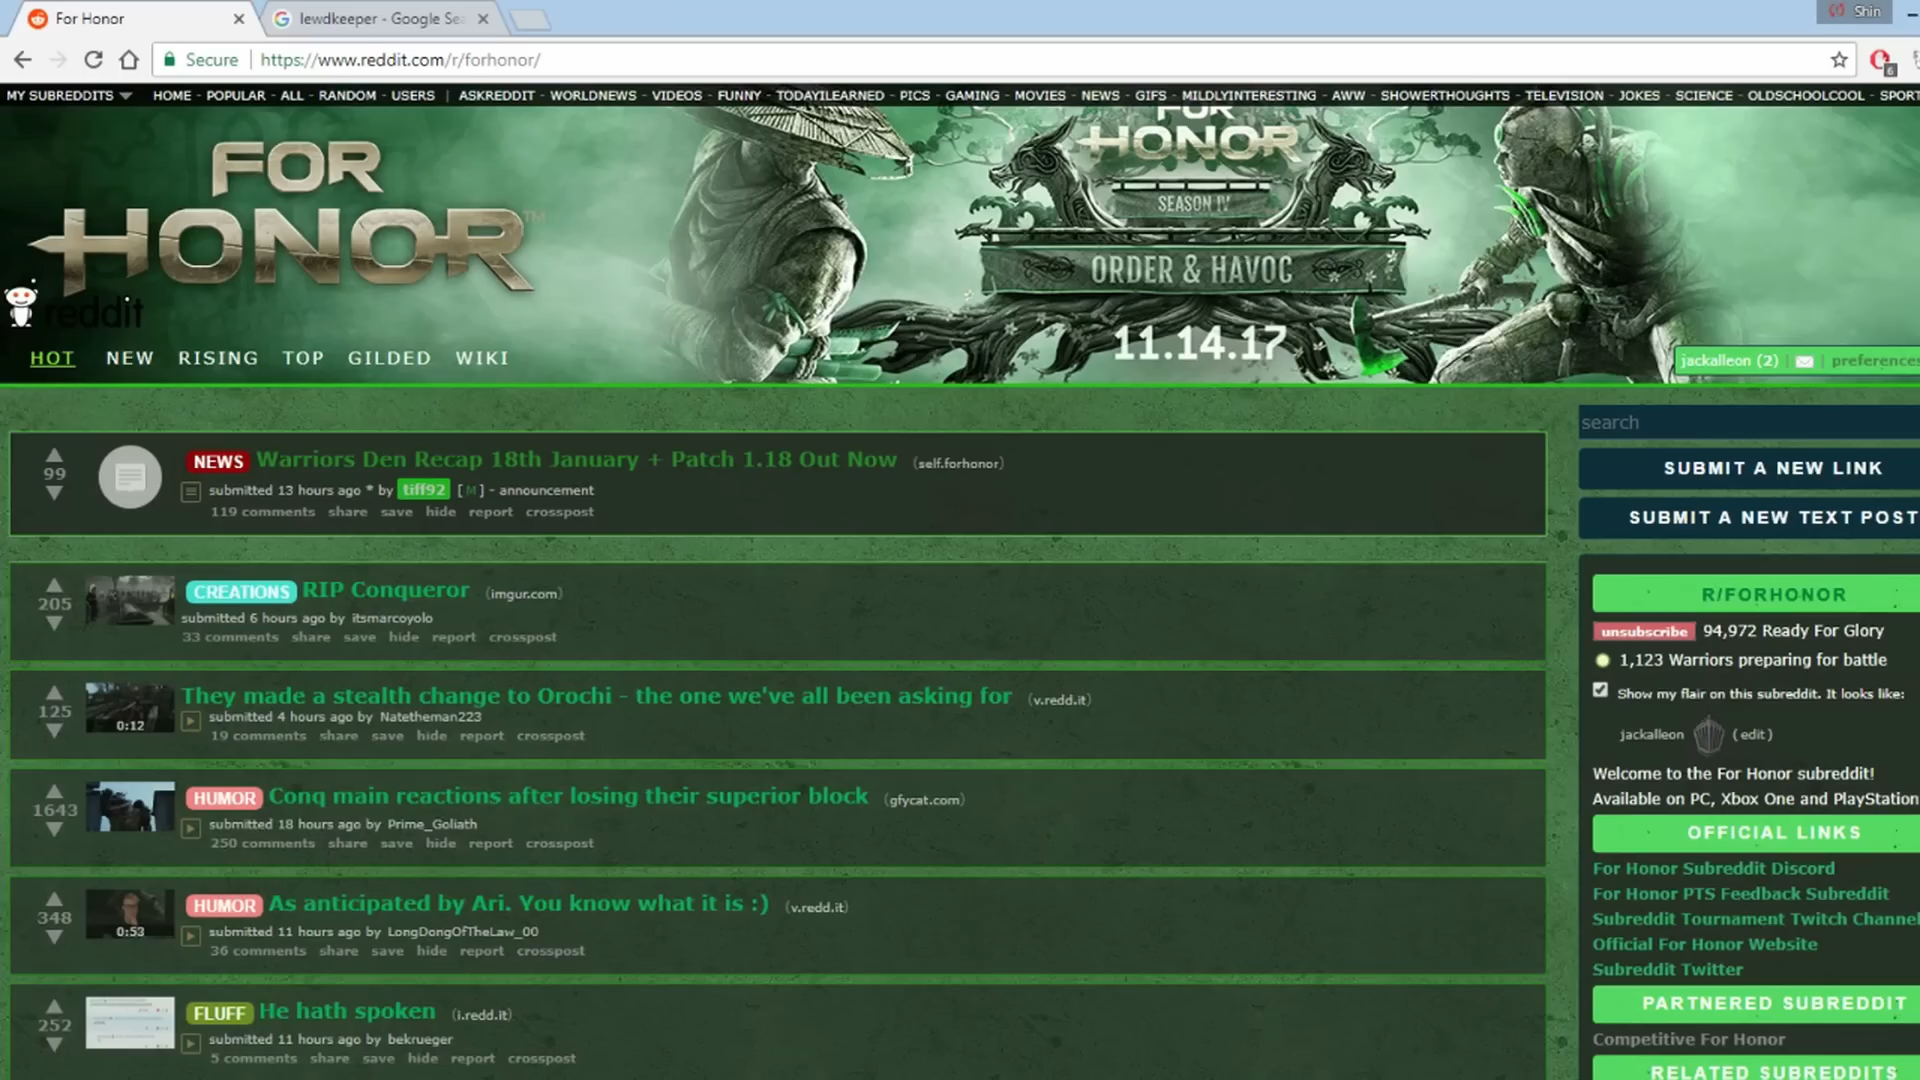 For Honor
lewdkeeper - Google Sea
Shin
Secure
https://www.reddit.com/r/forhonor/
6
MY SUBREDDITS HOME - POPULAR - ALL - RANDOM - USERS | ASKREDDIT - WORLDNEWS - VIDEOS - FUNNY - TODAYILEARNED - PICS - GAMING - MOVIES - NEWS - GIFS - MILDLYINTERESTING - AWW - SHOWERTHOUGHTS - TELEVISION - JOKES - SCIENCE - OLDSCHOOLCOOL - SPORT
FOR
HONOR™
FOR
HONOR
SEASON IV
ORDER & HAVOC
11.14.17
reddit
HOT NEW RISING TOP GILDED WIKI
jackalleon (2) | | preferences
99
NEWS Warriors Den Recap 18th January + Patch 1.18 Out Now (self.forhonor)
submitted 13 hours ago * by tiff92 [M] - announcement
119 comments share save hide report crosspost
205
CREATIONS RIP Conqueror (imgur.com)
submitted 6 hours ago by itsmarcoyolo
33 comments share save hide report crosspost
125
0:12
They made a stealth change to Orochi - the one we've all been asking for (v.redd.it)
submitted 4 hours ago by Natetheman223
19 comments share save hide report crosspost
1643
HUMOR Conq main reactions after losing their superior block (gfycat.com)
submitted 18 hours ago by Prime_Goliath
250 comments share save hide report crosspost
348
0:53
HUMOR As anticipated by Ari. You know what it is :) (v.redd.it)
submitted 11 hours ago by LongDongOfTheLaw_00
36 comments share save hide report crosspost
252
FLUFF He hath spoken (i.redd.it)
submitted 11 hours ago by bekrueger
5 comments share save hide report crosspost
search
SUBMIT A NEW LINK
SUBMIT A NEW TEXT POST
R/FORHONOR
unsubscribe 94,972 Ready For Glory
1,123 Warriors preparing for battle
Show my flair on this subreddit. It looks like:
jackalleon (edit)
Welcome to the For Honor subreddit!
Available on PC, Xbox One and PlayStation
OFFICIAL LINKS
For Honor Subreddit Discord
For Honor PTS Feedback Subreddit
Subreddit Tournament Twitch Channel
Official For Honor Website
Subreddit Twitter
PARTNERED SUBREDDIT
Competitive For Honor
RELATED SUBREDDITS